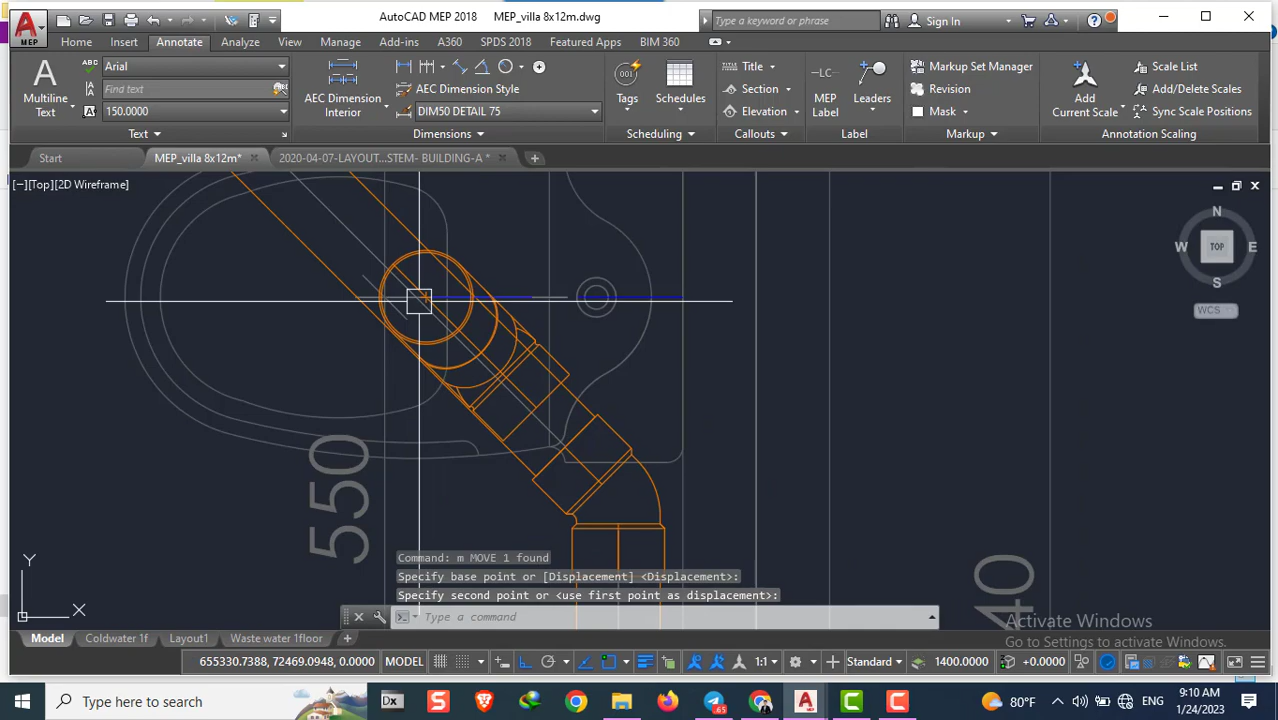 AutoCAD MEP 2018 MEP_villa 8x12m.dwg
Type a keyword or phrase
Sign In
MEP
Home Insert Annotate Analyze View Manage Add-ins A360 SPDS 2018 Featured Apps BIM 360
Multiline
Text
ABC
Arial
Find text
150.0000
AEC Dimension
Interior
AEC Dimension Style
DIM50 DETAIL 75
Tags
Schedules
Title
Section
Elevation
MEP
Label
Leaders
Markup Set Manager
Revision
Mask
Add
Current Scale
Scale List
Add/Delete Scales
Sync Scale Positions
Text Dimensions Scheduling Callouts Label Markup Annotation Scaling
Start MEP_villa 8x12m* 2020-04-07-LAYOUT...STEM- BUILDING-A *
[−][Top][2D Wireframe]
N
W TOP E
S
WCS
550
40
Y
X
Command: m MOVE 1 found
Specify base point or [Displacement] <Displacement>:
Specify second point or <use first point as displacement>:
Type a command
Activate Windows
Go to Settings to activate Windows.
Model Coldwater 1f Layout1 Waste water 1floor
655330.7388, 72469.0948, 0.0000 MODEL 1:1 Standard 1400.0000 +0.0000
Type here to search
Dx
65
80°F
ENG
9:10 AM
1/24/2023